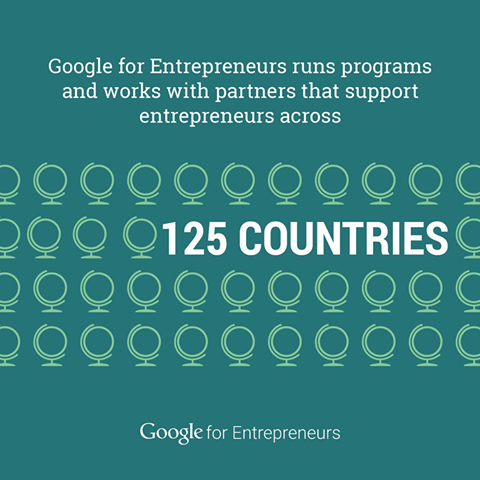 Google for Entrepreneurs runs programs
and works with partners that support
entrepreneurs across
125 COUNTRIES
Google for Entrepreneurs